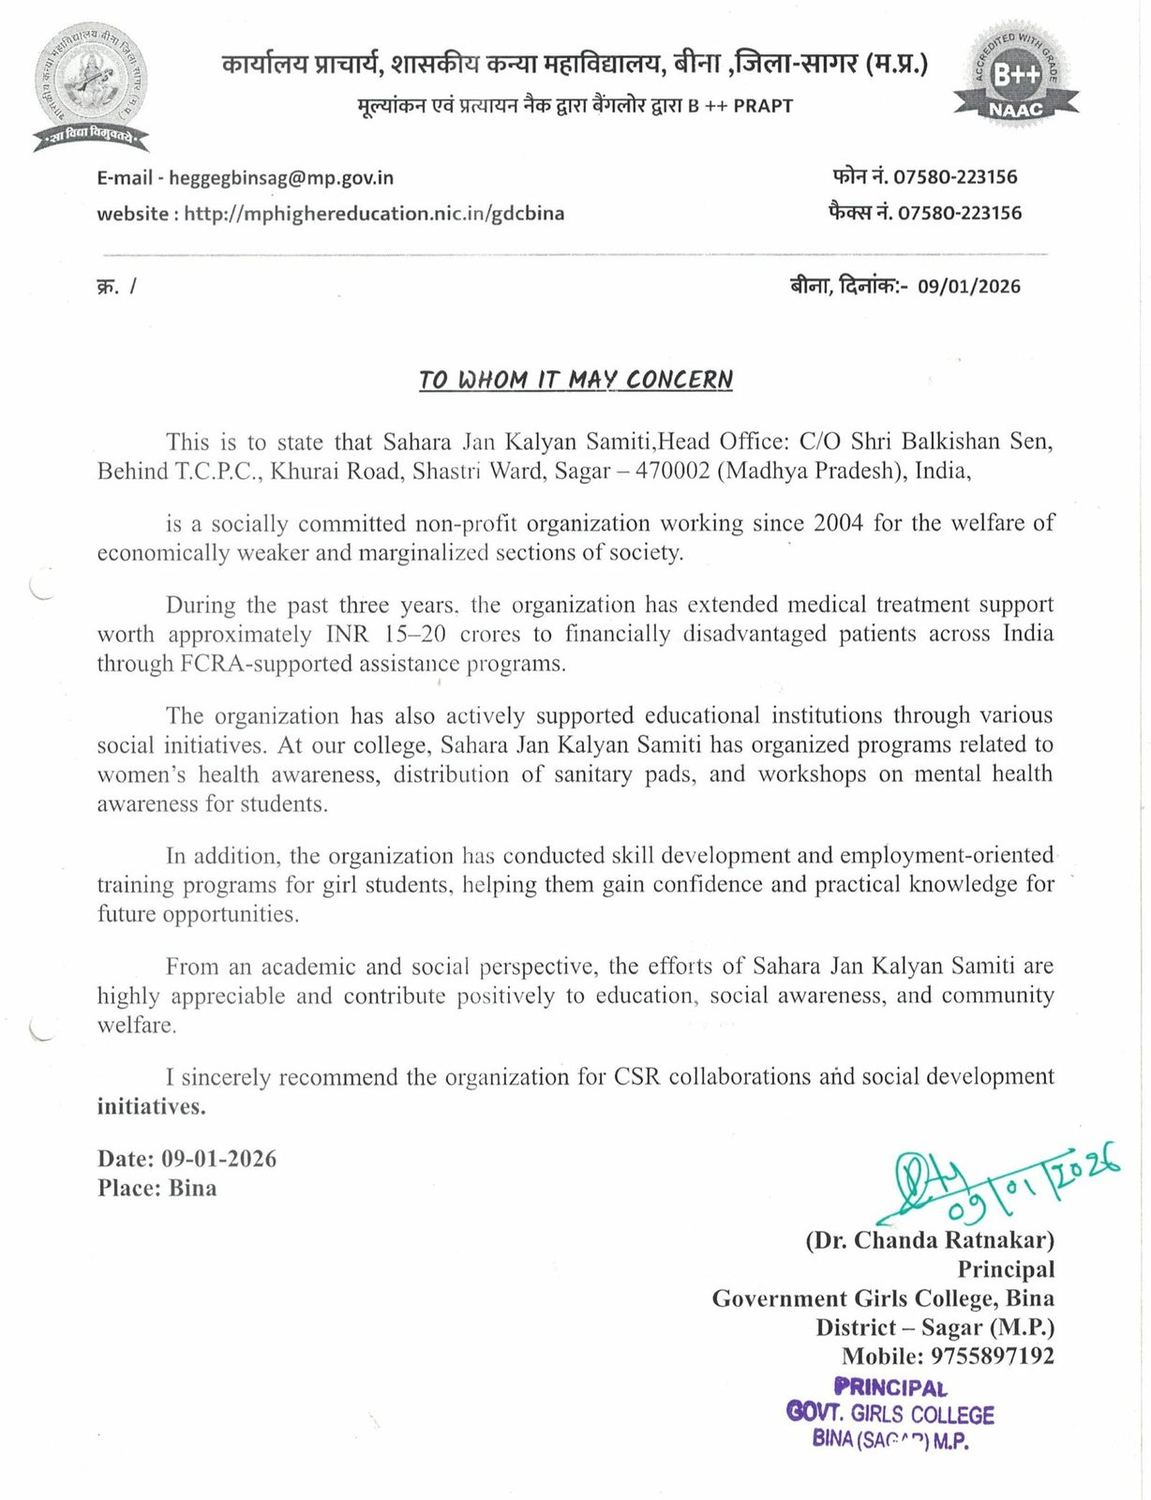 कार्यालय प्राचार्य, शासकीय कन्या महाविद्यालय, बीना ,जिला-सागर (म.प्र.)
मूल्यांकन एवं प्रत्यायन नैक द्वारा बैंगलोर द्वारा B ++ PRAPT
सा विद्या विमुक्तये
ACCREDITED WITH GRADE
B++
NAAC
E-mail - heggegbinsag@mp.gov.in
फोन नं. 07580-223156
website : http://mphighereducation.nic.in/gdcbina
फैक्स नं. 07580-223156
क्र. /
बीना, दिनांक:- 09/01/2026
TO WHOM IT MAY CONCERN
This is to state that Sahara Jan Kalyan Samiti,Head Office: C/O Shri Balkishan Sen,
Behind T.C.P.C., Khurai Road, Shastri Ward, Sagar – 470002 (Madhya Pradesh), India,
is a socially committed non-profit organization working since 2004 for the welfare of
economically weaker and marginalized sections of society.
During the past three years, the organization has extended medical treatment support
worth approximately INR 15–20 crores to financially disadvantaged patients across India
through FCRA-supported assistance programs.
The organization has also actively supported educational institutions through various
social initiatives. At our college, Sahara Jan Kalyan Samiti has organized programs related to
women's health awareness, distribution of sanitary pads, and workshops on mental health
awareness for students.
In addition, the organization has conducted skill development and employment-oriented
training programs for girl students, helping them gain confidence and practical knowledge for
future opportunities.
From an academic and social perspective, the efforts of Sahara Jan Kalyan Samiti are
highly appreciable and contribute positively to education, social awareness, and community
welfare.
I sincerely recommend the organization for CSR collaborations and social development
initiatives.
Date: 09-01-2026
Place: Bina
09/01/2026
(Dr. Chanda Ratnakar)
Principal
Government Girls College, Bina
District – Sagar (M.P.)
Mobile: 9755897192
PRINCIPAL
GOVT. GIRLS COLLEGE
BINA (SAGAR) M.P.